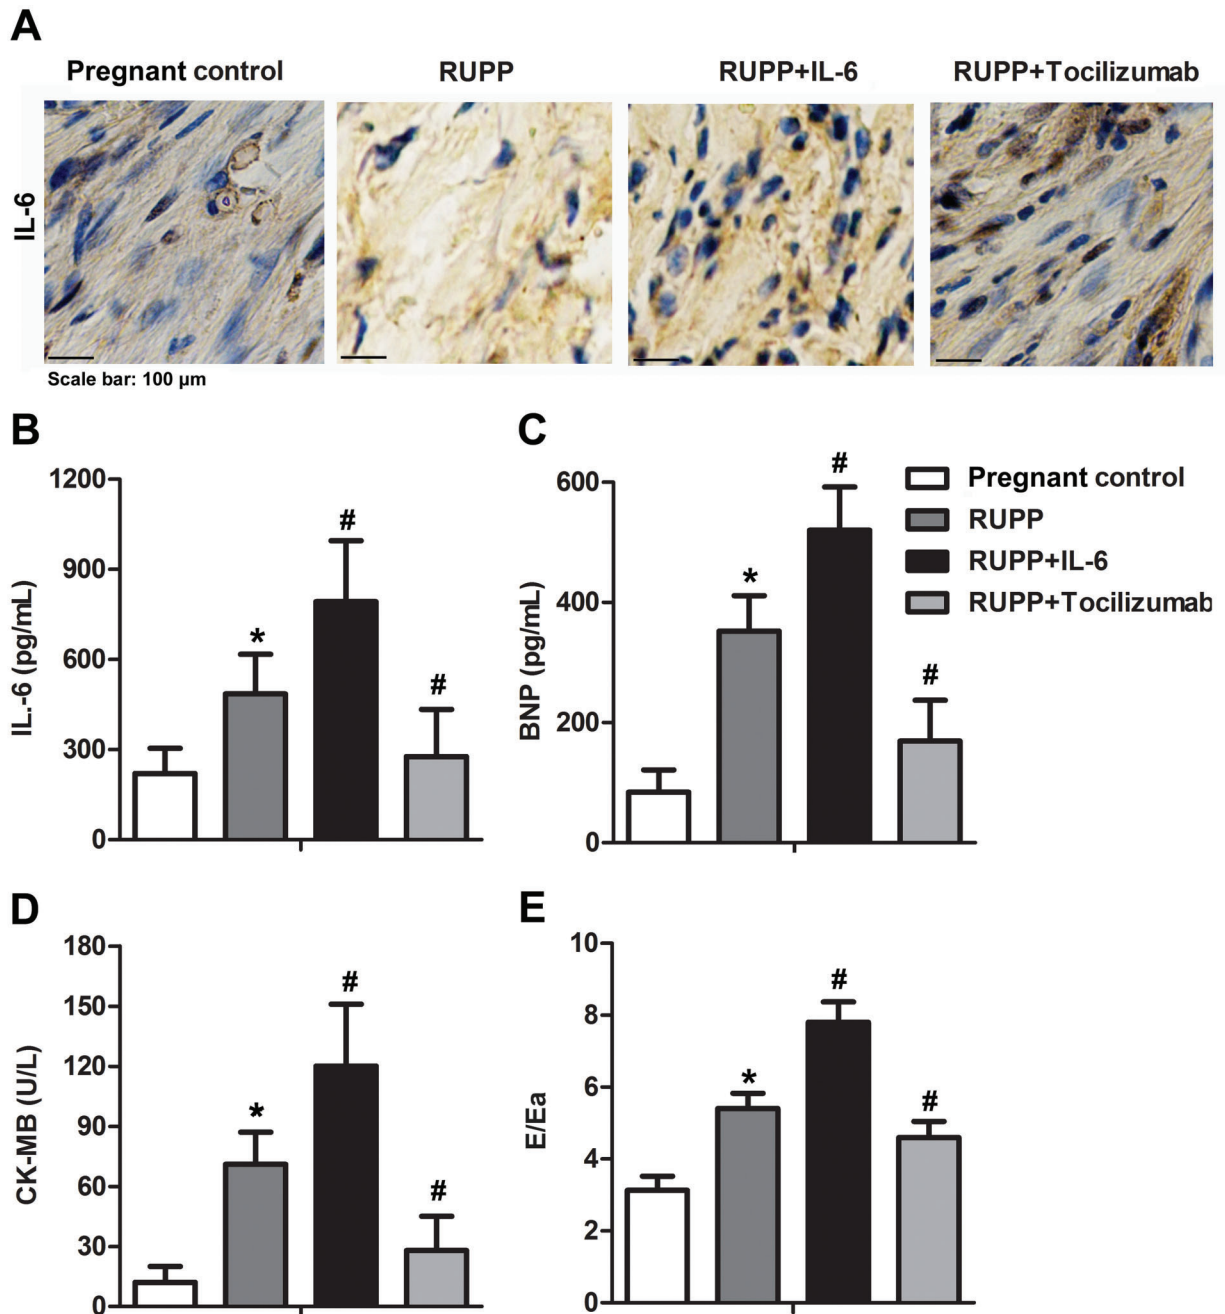 A
Pregnant control RUPP RUPP+IL-6 RUPP+Tocilizumab
IL-6
Scale bar: 100 µm
B
IL.-6 (pg/mL)
1200
900
600
300
0
*
#
#
C
BNP (pg/mL)
600
400
200
0
*
#
#
Pregnant control
RUPP
RUPP+IL-6
RUPP+Tocilizumab
D
CK-MB (U/L)
180
150
120
90
60
30
0
*
#
#
E
E/Ea
10
8
6
4
2
0
*
#
#